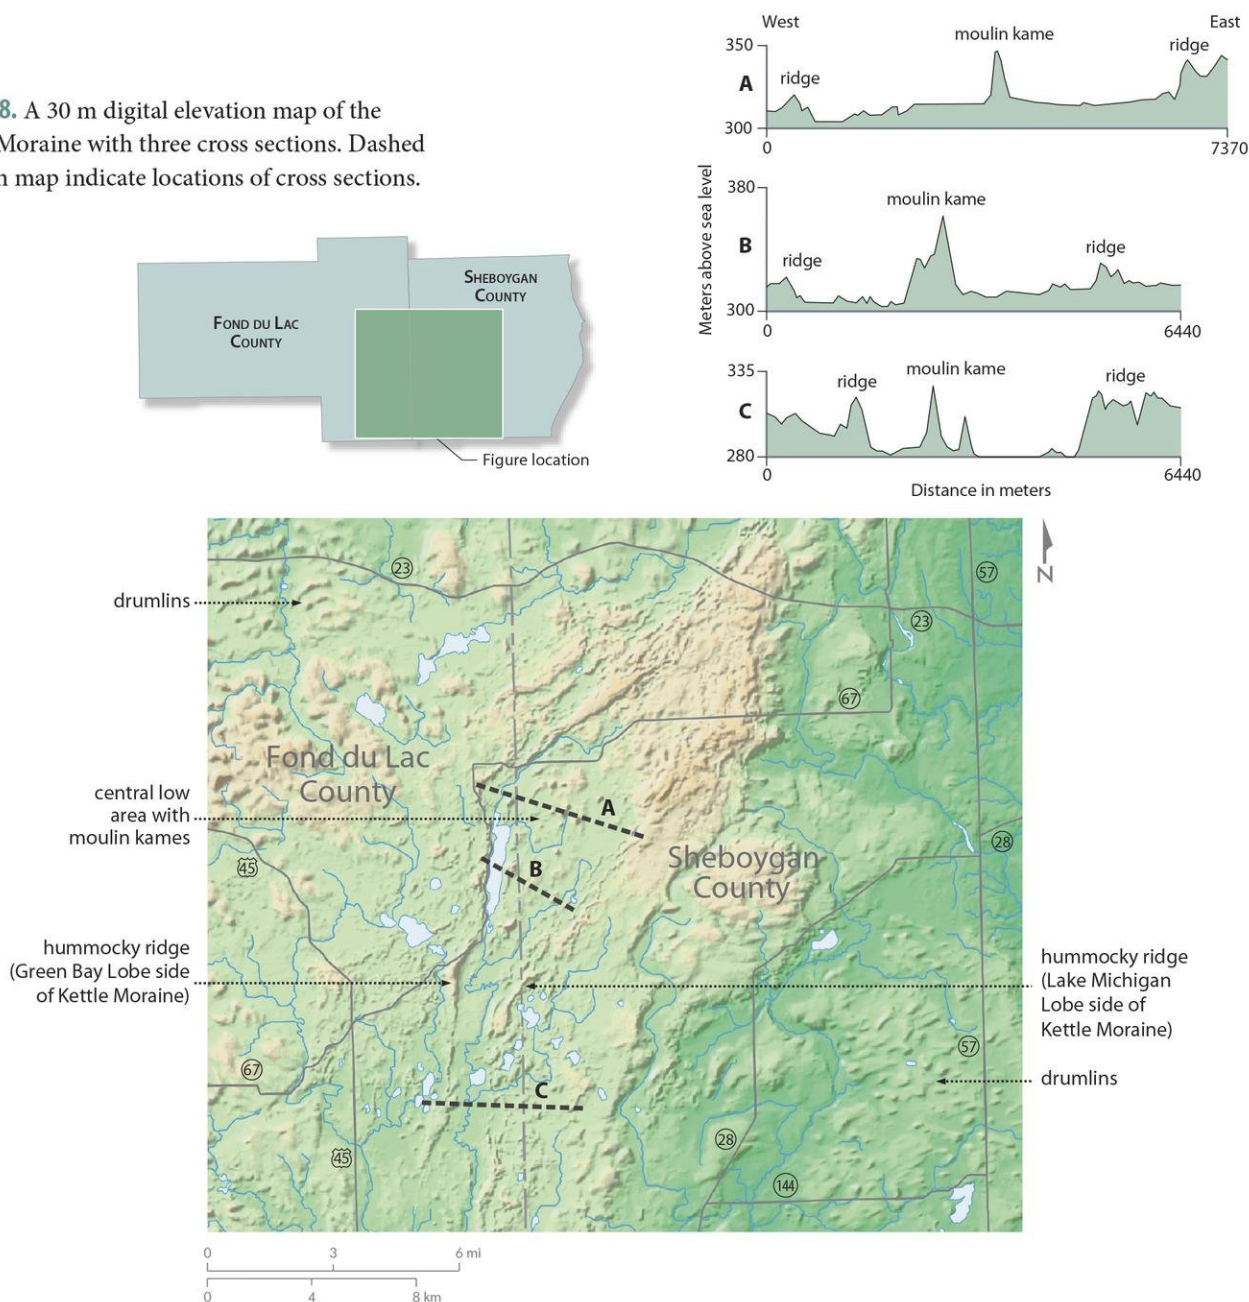 8. A 30 m digital elevation map of the
Moraine with three cross sections. Dashed
map indicate locations of cross sections.
West
East
350
A
300
ridge
moulin kame
ridge
0
7370
Meters above sea level
380
B
300
ridge
moulin kame
ridge
0
6440
335
C
280
ridge
moulin kame
ridge
0
6440
Distance in meters
FOND DU LAC
COUNTY
SHEBOYGAN
COUNTY
Figure location
N
23
57
drumlins
23
67
Fond du Lac
County
central low
area with
moulin kames
A
28
45
B
Sheboygan
County
hummocky ridge
(Green Bay Lobe side
of Kettle Moraine)
hummocky ridge
(Lake Michigan
Lobe side of
Kettle Moraine)
57
67
drumlins
C
28
45
144
0
3
6 mi
0
4
8 km